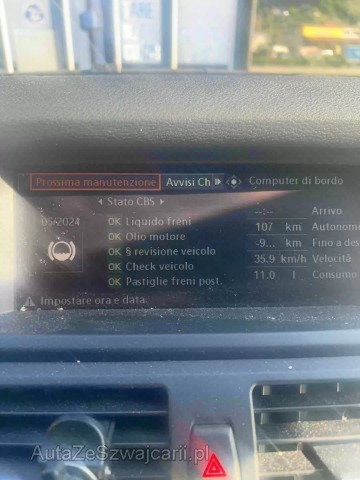 Prossima manutenzione Avvisi Ch Computer di bordo
Stato CBS
05/2024
OK Liquido freni
OK Olio motore
OK § revisione veicolo
OK Check veicolo
OK Pastiglie freni post.
--:-- Arrivo
107 km Autonomi
-9... km Fino a des
35.9 km/h Velocità
11.0 l Consumo
Impostare ora e data.
AutaZeSzwajcarii.pl